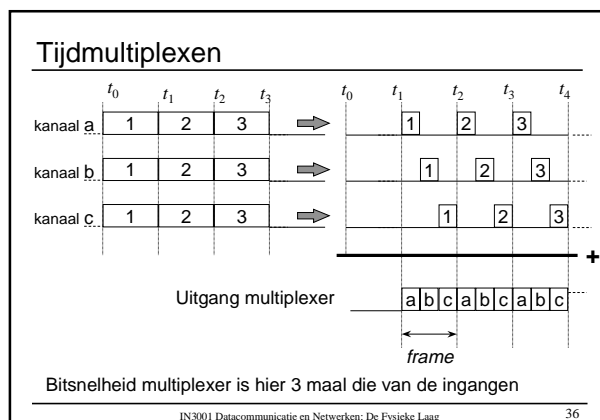 Tijdmultiplexen
t0 t1 t2 t3 t0 t1 t2 t3 t4
kanaal a 1 2 3 1 2 3
kanaal b 1 2 3 1 2 3
kanaal c 1 2 3 1 2 3
+
Uitgang multiplexer a b c a b c a b c
frame
Bitsnelheid multiplexer is hier 3 maal die van de ingangen
IN3001 Datacommunicatie en Netwerken: De Fysieke Laag 36